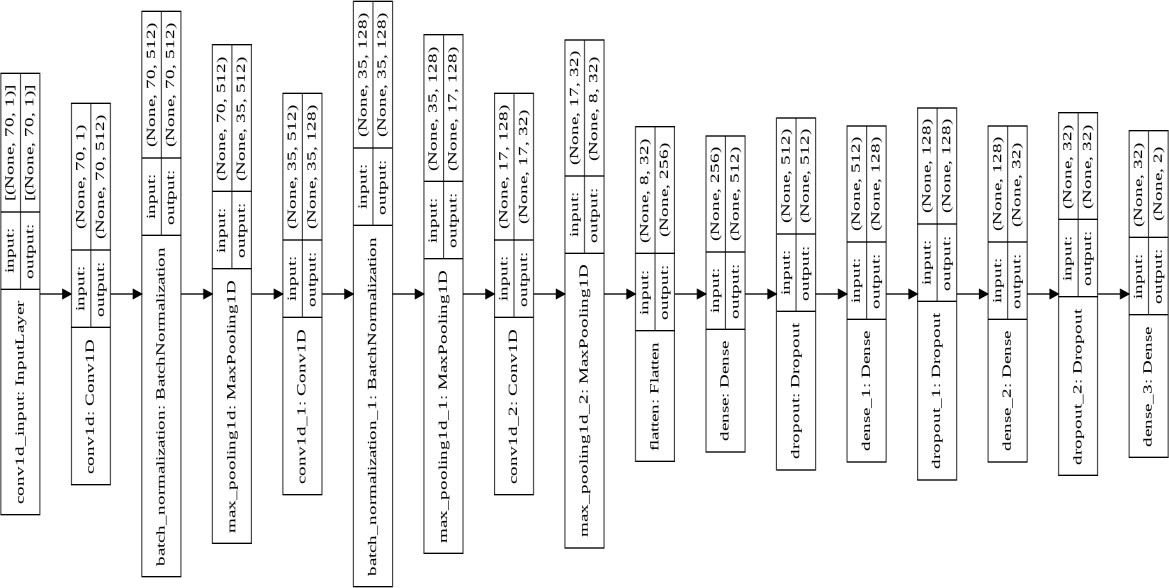 conv1d_input: InputLayer
input:
output:
[(None, 70, 1)]
[(None, 70, 1)]
conv1d: Conv1D
input:
output:
(None, 70, 1)
(None, 70, 512)
batch_normalization: BatchNormalization
input:
output:
(None, 70, 512)
(None, 70, 512)
max_pooling1d: MaxPooling1D
input:
output:
(None, 70, 512)
(None, 35, 512)
conv1d_1: Conv1D
input:
output:
(None, 35, 512)
(None, 35, 128)
batch_normalization_1: BatchNormalization
input:
output:
(None, 35, 128)
(None, 35, 128)
max_pooling1d_1: MaxPooling1D
input:
output:
(None, 35, 128)
(None, 17, 128)
conv1d_2: Conv1D
input:
output:
(None, 17, 128)
(None, 17, 32)
max_pooling1d_2: MaxPooling1D
input:
output:
(None, 17, 32)
(None, 8, 32)
flatten: Flatten
input:
output:
(None, 8, 32)
(None, 256)
dense: Dense
input:
output:
(None, 256)
(None, 512)
dropout: Dropout
input:
output:
(None, 512)
(None, 512)
dense_1: Dense
input:
output:
(None, 512)
(None, 128)
dropout_1: Dropout
input:
output:
(None, 128)
(None, 128)
dense_2: Dense
input:
output:
(None, 128)
(None, 32)
dropout_2: Dropout
input:
output:
(None, 32)
(None, 32)
dense_3: Dense
input:
output:
(None, 32)
(None, 2)